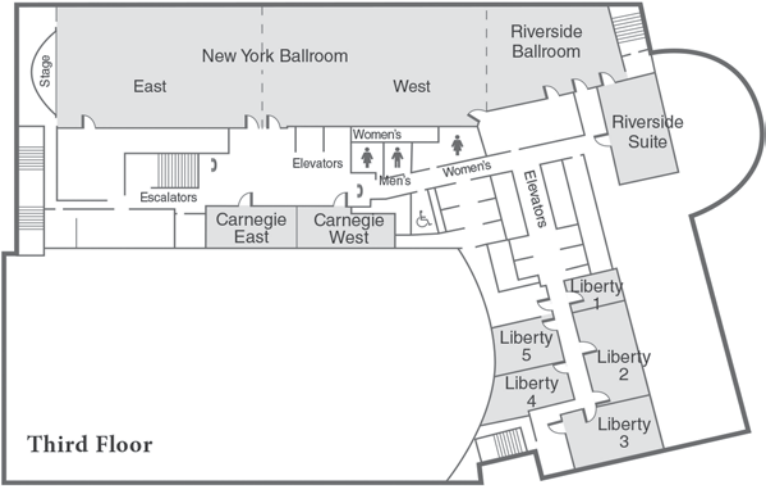 Riverside
Ballroom
New York Ballroom
Stage
East
West
Riverside
Suite
Women's
Elevators
Men's
Women's
Elevators
Escalators
Carnegie
East
Carnegie
West
Liberty
1
Liberty
5
Liberty
2
Liberty
4
Liberty
3
Third Floor